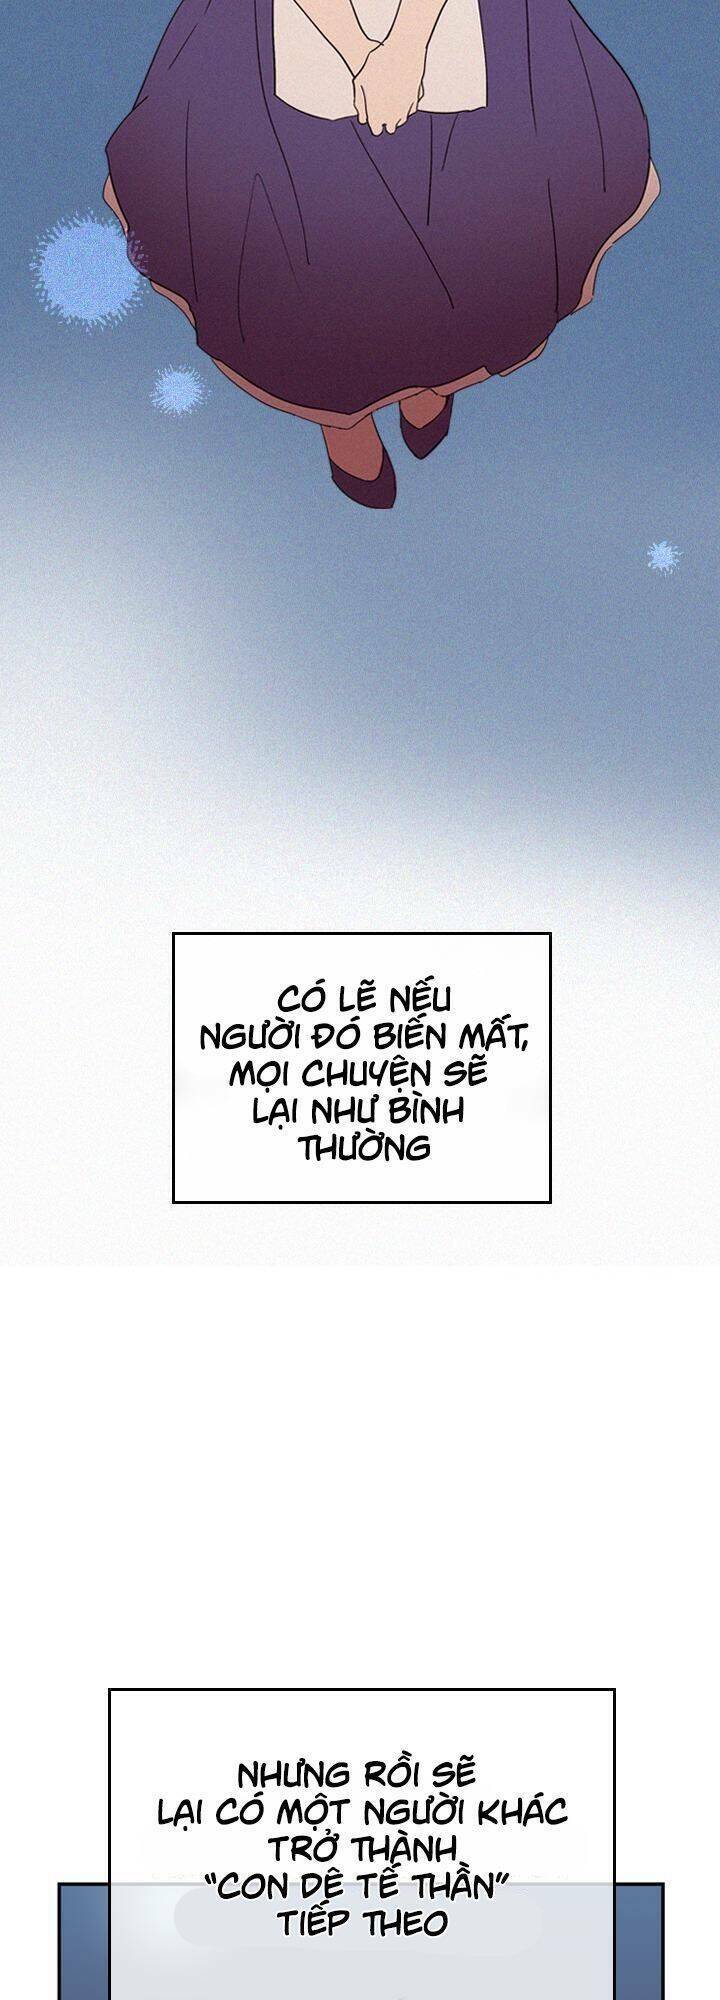 CÓ LẼ NẾU
NGƯỜI ĐÓ BIẾN MẤT,
MỌI CHUYỆN SẼ
LẠI NHƯ BÌNH
THƯỜNG
NHƯNG RỒI SẼ
LẠI CÓ MỘT NGƯỜI KHÁC
TRỞ THÀNH
"CON DÊ TẾ THẦN"
TIẾP THEO